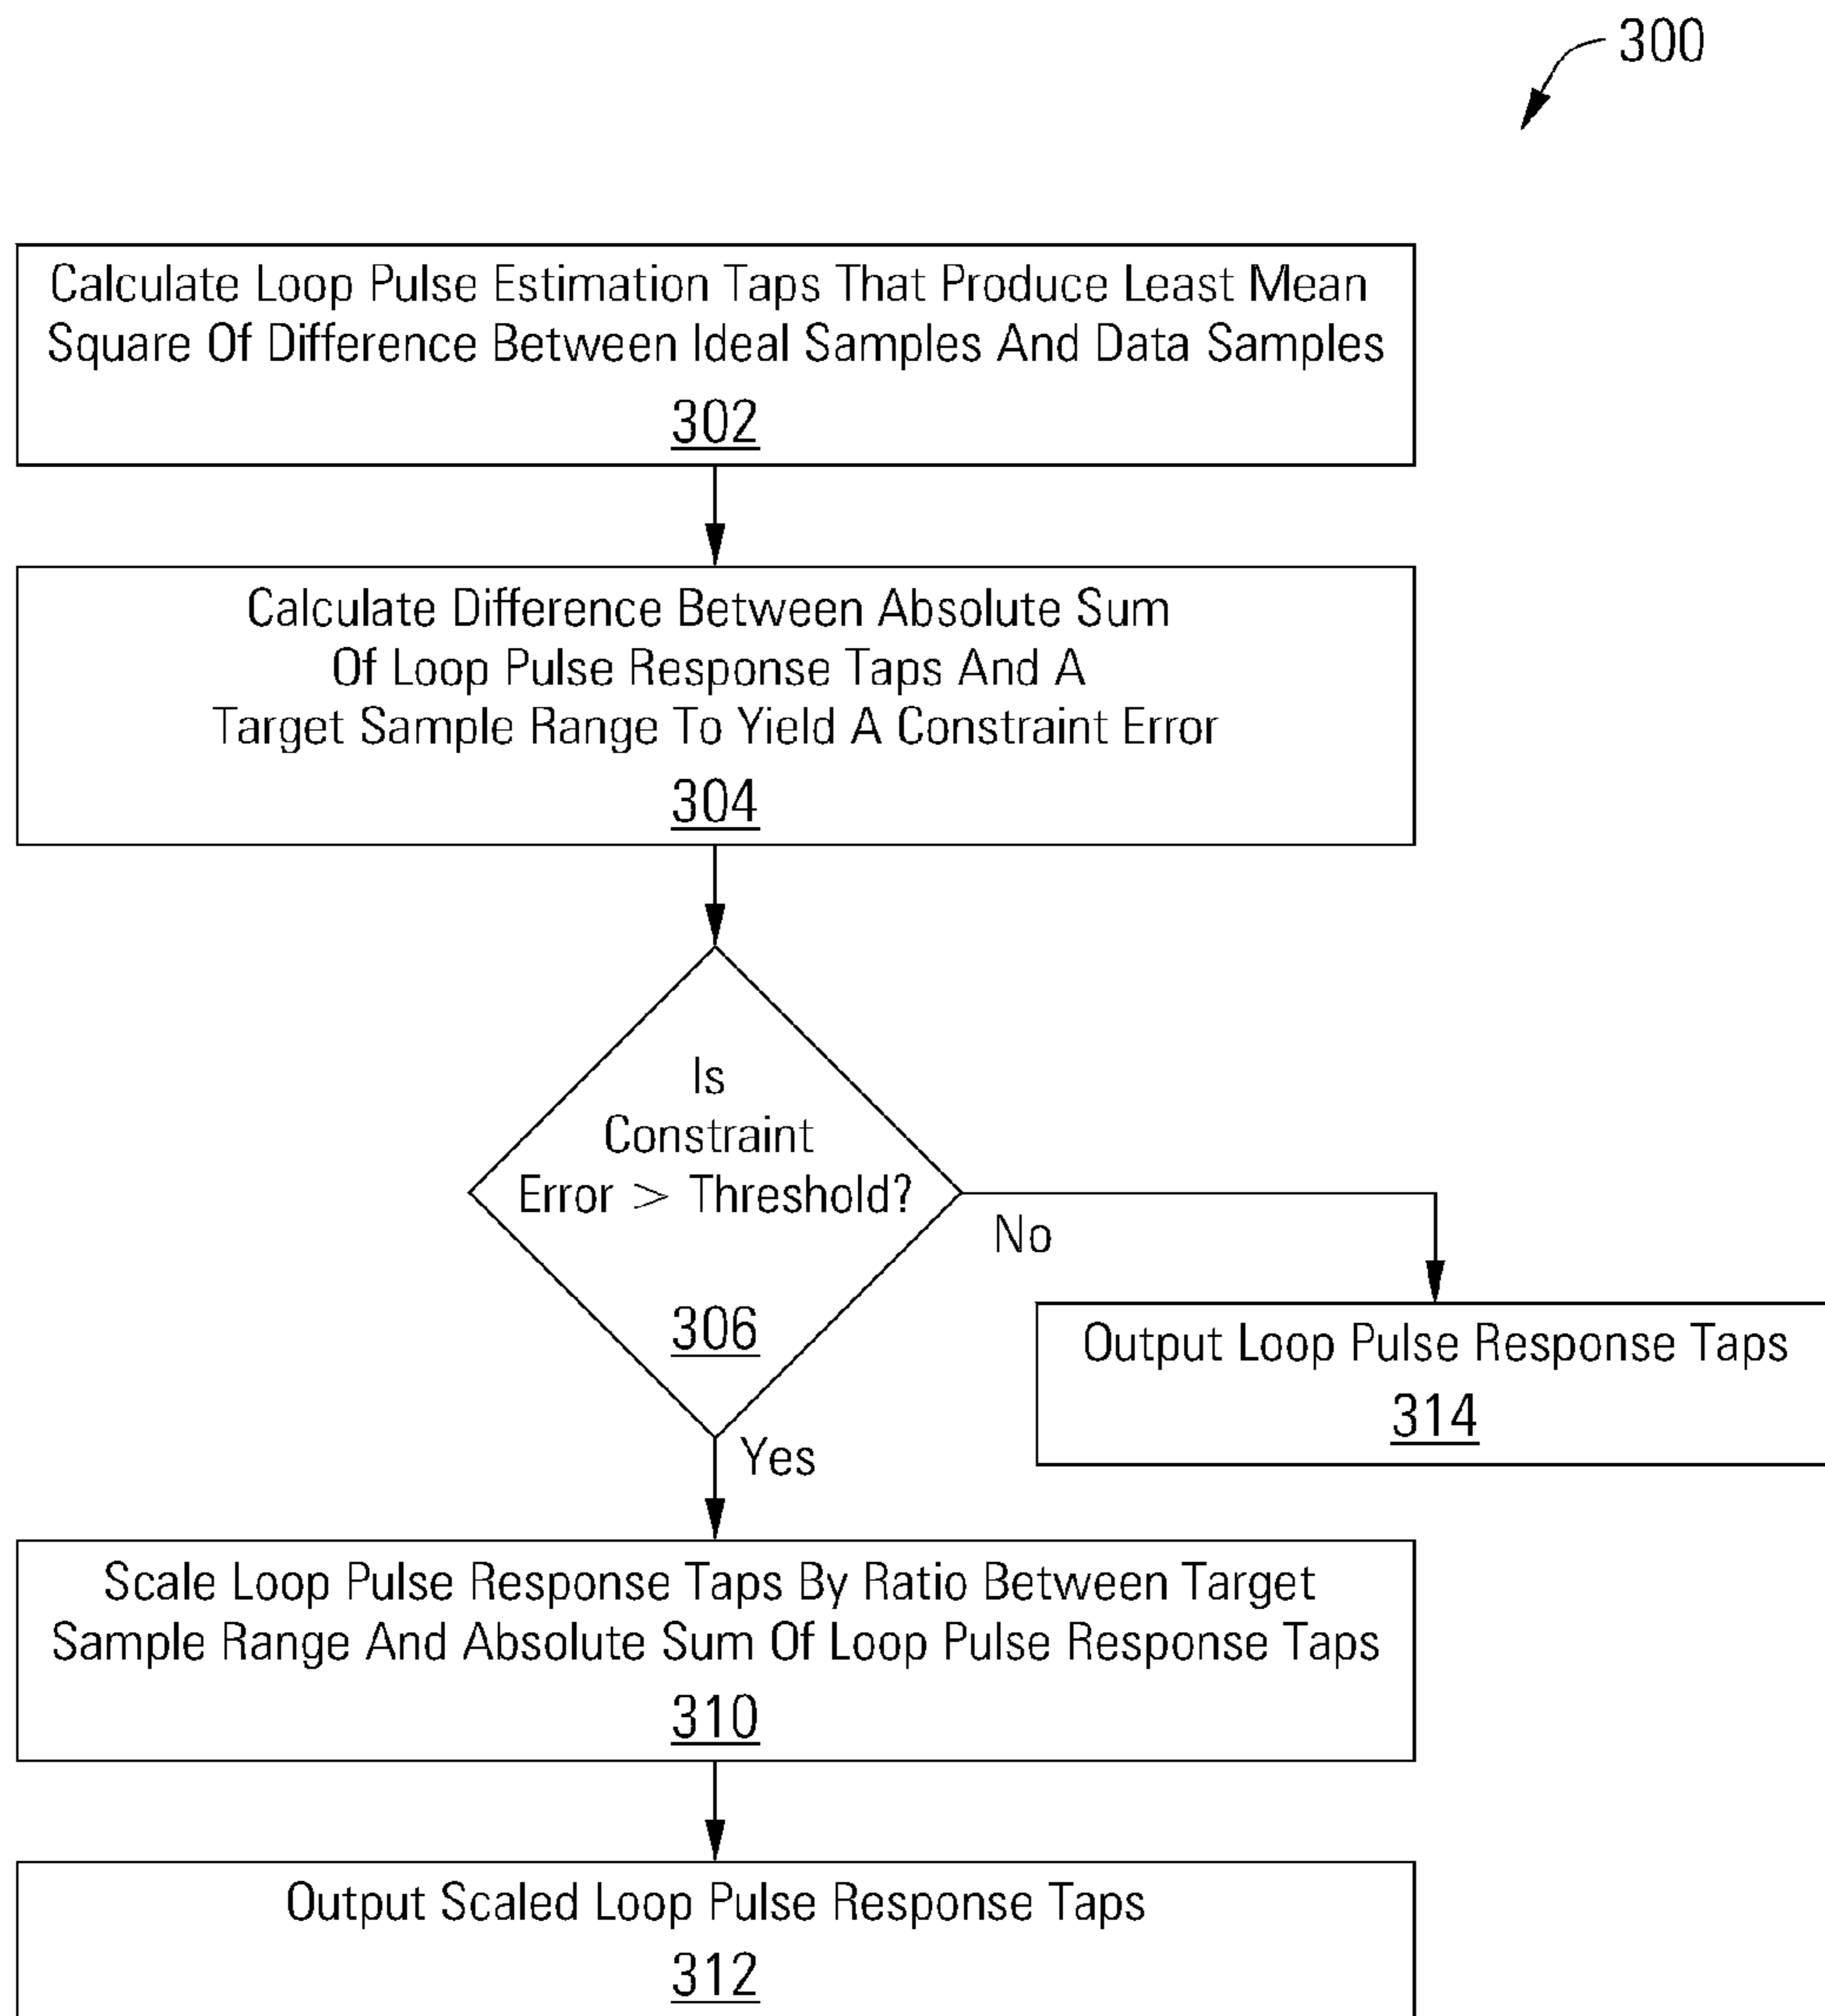 300
Calculate Loop Pulse Estimation Taps That Produce Least Mean
Square Of Difference Between Ideal Samples And Data Samples
302
Calculate Difference Between Absolute Sum
Of Loop Pulse Response Taps And A
Target Sample Range To Yield A Constraint Error
304
Is
Constraint
Error > Threshold?
306
No
Output Loop Pulse Response Taps
314
Yes
Scale Loop Pulse Response Taps By Ratio Between Target
Sample Range And Absolute Sum Of Loop Pulse Response Taps
310
Output Scaled Loop Pulse Response Taps
312